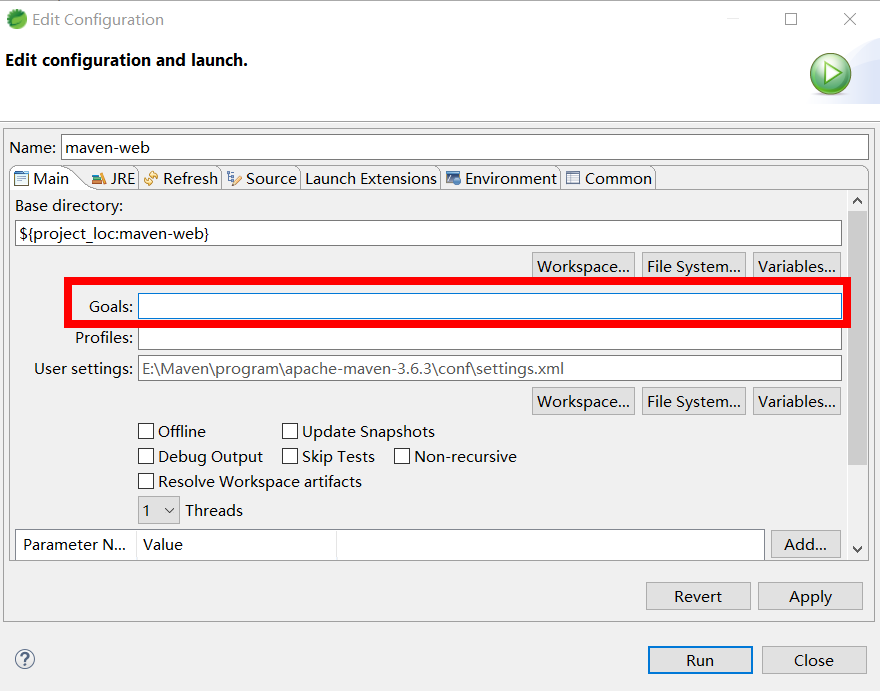 Edit Configuration
Edit configuration and launch.
Name: maven-web
Main JRE Refresh Source Launch Extensions Environment Common
Base directory:
${project_loc:maven-web}
Workspace... File System... Variables...
Goals:
Profiles:
User settings: E:\Maven\program\apache-maven-3.6.3\conf\settings.xml
Workspace... File System... Variables...
Offline Update Snapshots
Debug Output Skip Tests Non-recursive
Resolve Workspace artifacts
1 Threads
Parameter N... Value Add...
Revert Apply
? Run Close